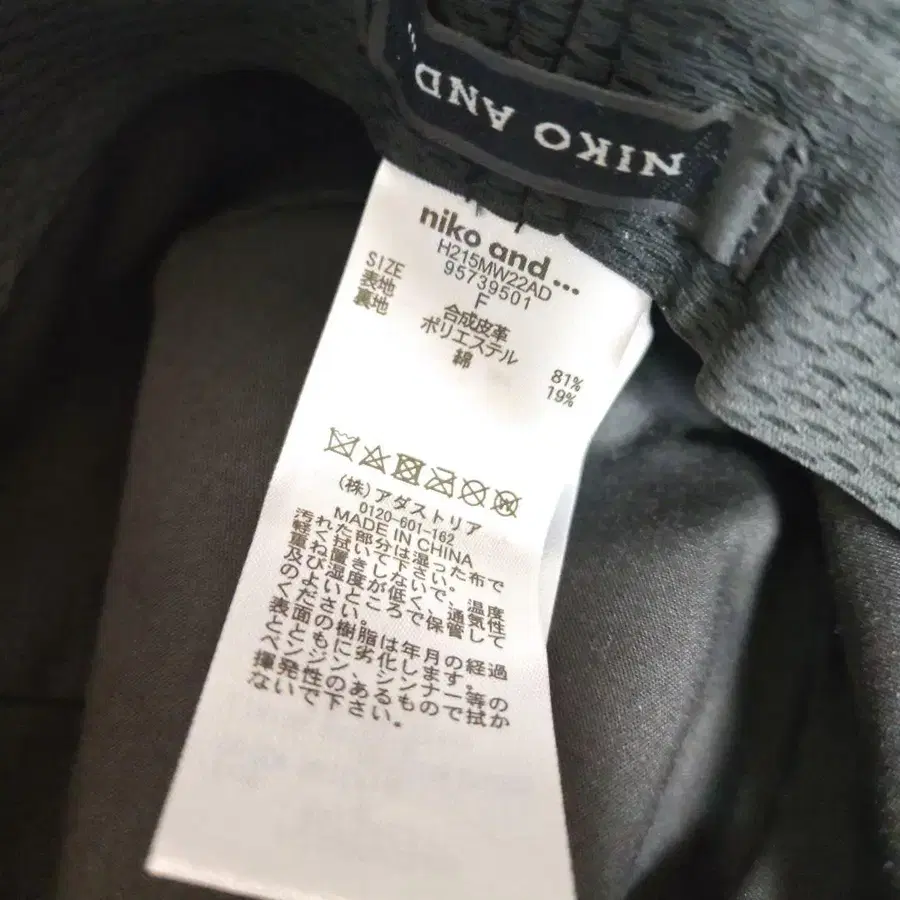 NIKO AND
niko and ...
H215MW22AD
95739501
SIZE F
表地 合成皮革
裏地 ポリエステル 81%
綿 19%
(株)アダストリア
0120-601-162
MADE IN CHINA
汚れた部分は湿った布で
軽く拭いて下さい。
重ね置きしないで、温度
及び湿度が低く、通気性
のよいところで保管して
ください。
表面の樹脂は年月の経過
とともに劣化します。
ベンジン、シンナー等の
揮発性のあるもので拭か
ないで下さい。